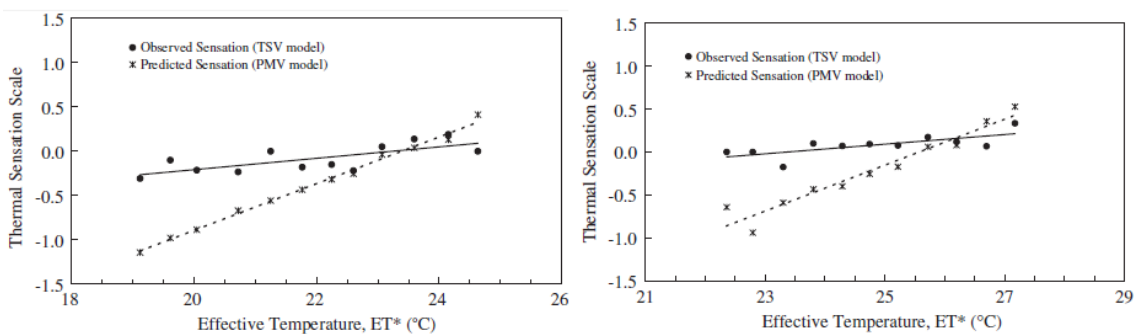 1.5
1.0
0.5
0.0
-0.5
-1.0
-1.5
Thermal Sensation Scale
Observed Sensation (TSV model)
Predicted Sensation (PMV model)
18 20 22 24 26
Effective Temperature, ET* (°C)
1.5
1.0
0.5
0.0
-0.5
-1.0
-1.5
Thermal Sensation Scale
Observed Sensation (TSV model)
Predicted Sensation (PMV model)
21 23 25 27 29
Effective Temperature, ET* (°C)